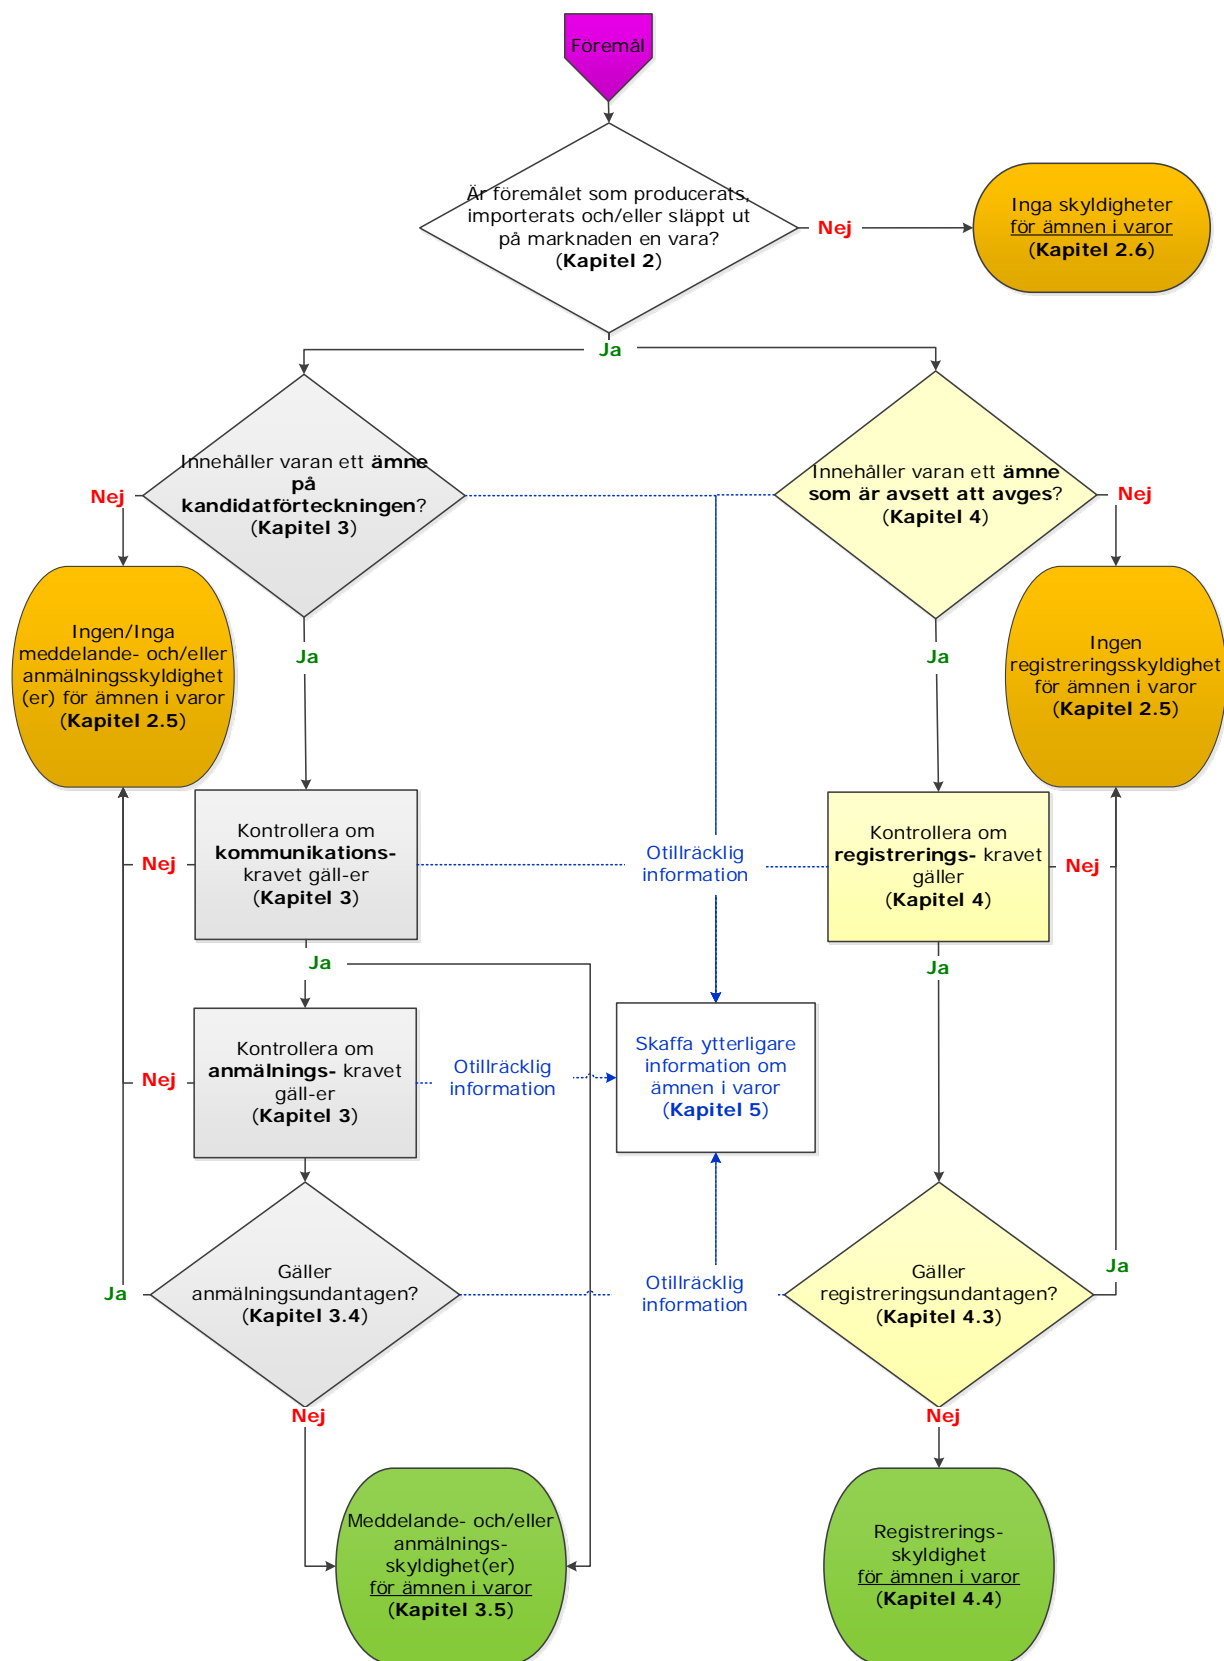 Föremål
Är föremålet som producerats,
importerats och/eller släppt ut
på marknaden en vara?
(Kapitel 2)
Nej
Inga skyldigheter
för ämnen i varor
(Kapitel 2.6)
Ja
Innehåller varan ett ämne
på
kandidatförteckningen?
(Kapitel 3)
Nej
Innehåller varan ett ämne
som är avsett att avges?
(Kapitel 4)
Nej
Ingen/Inga
meddelande- och/eller
anmälningsskyldighet
(er) för ämnen i varor
(Kapitel 2.5)
Ja
Ja
Ingen
registreringsskyldighet
för ämnen i varor
(Kapitel 2.5)
Kontrollera om
kommunikations-
kravet gäll-er
(Kapitel 3)
Nej
Otillräcklig
information
Kontrollera om
registrerings- kravet
gäller
(Kapitel 4)
Nej
Ja
Ja
Kontrollera om
anmälnings- kravet
gäll-er
(Kapitel 3)
Nej
Otillräcklig
information
Skaffa ytterligare
information om
ämnen i varor
(Kapitel 5)
Ja
Gäller
anmälningsundantagen?
(Kapitel 3.4)
Otillräcklig
information
Gäller
registreringsundantagen?
(Kapitel 4.3)
Ja
Nej
Nej
Meddelande- och/eller
anmälnings-
skyldighet(er)
för ämnen i varor
(Kapitel 3.5)
Registrerings-
skyldighet
för ämnen i varor
(Kapitel 4.4)